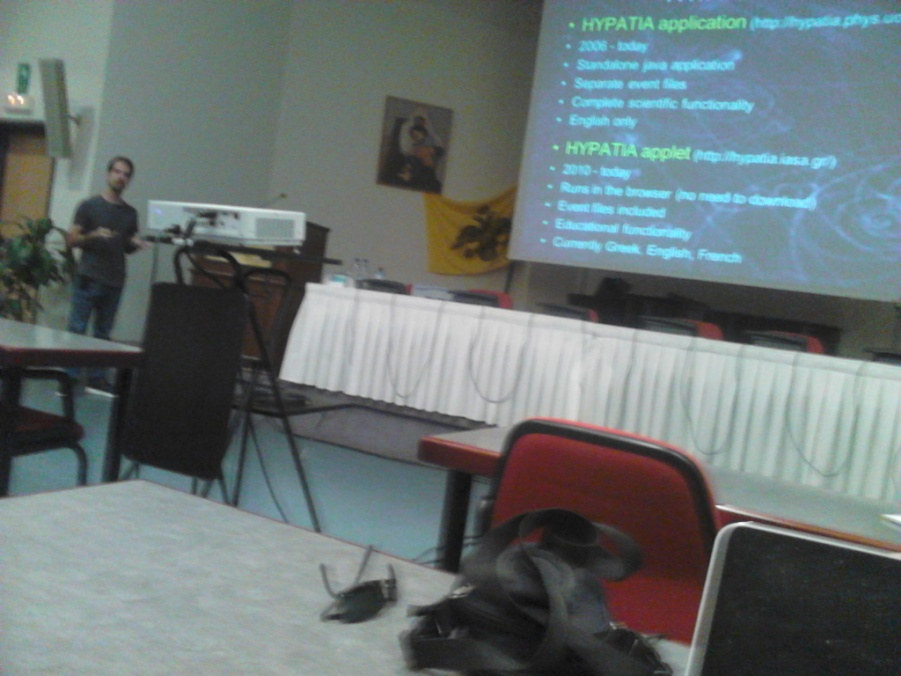 • HYPATIA application (http://hypatia.phys.uo
• 2006 - today
• Standalone java application
• Separate event files
• Complete scientific functionality
• English only
• HYPATIA applet (http://hypatia.iasa.gr/)
• 2010 - today
• Runs in the browser (no need to download)
• Event files included
• Educational functionality
• Currently Greek, English, French